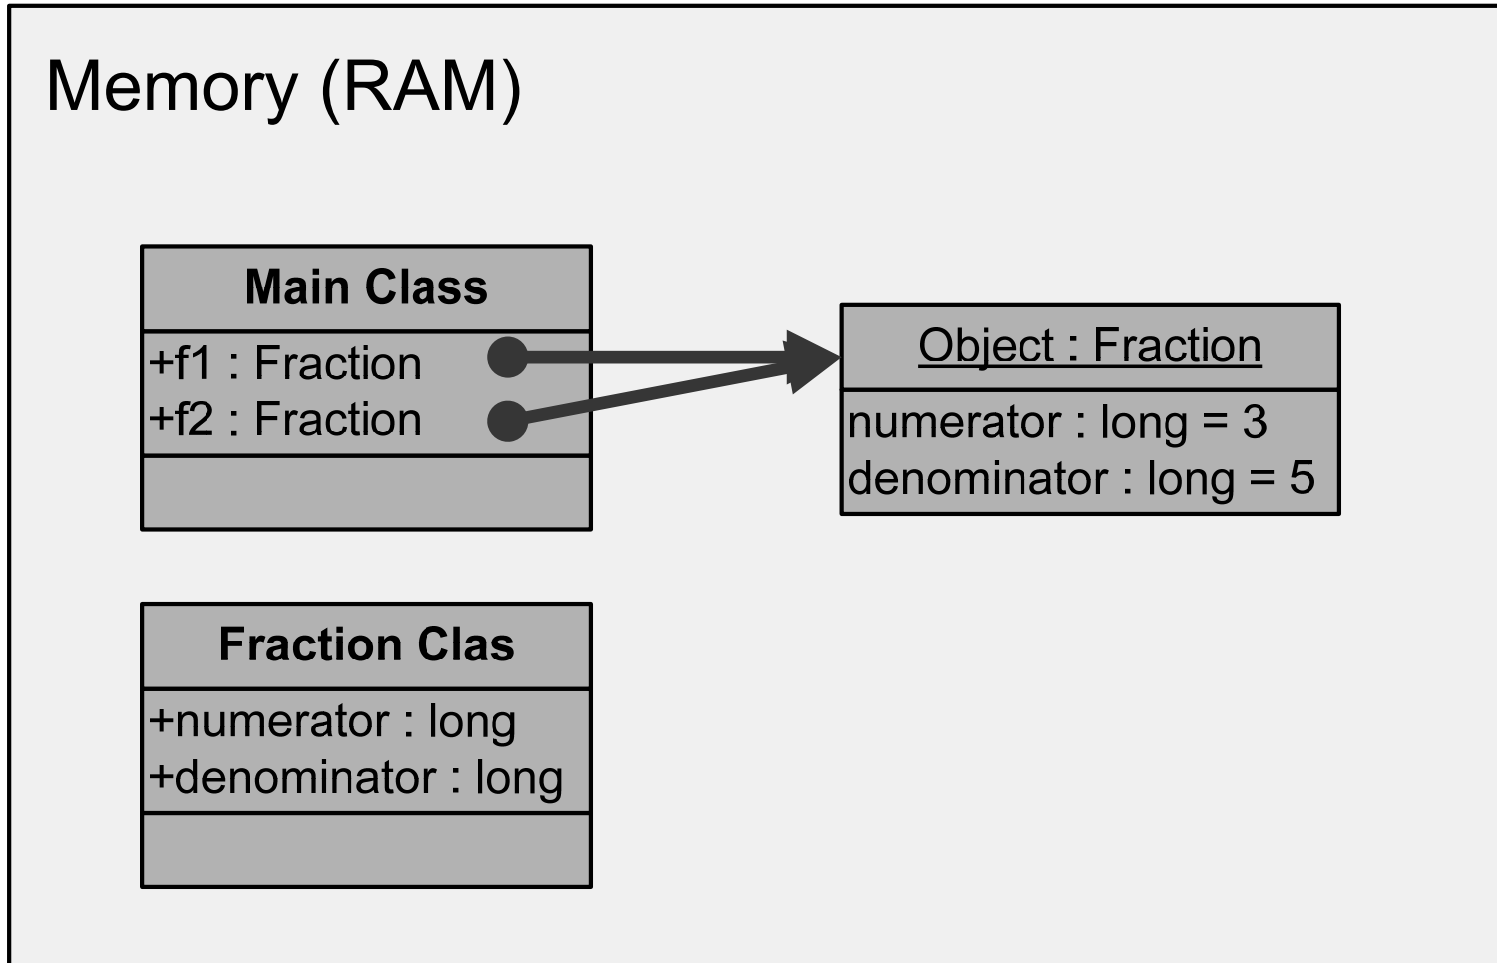 Memory (RAM)
Main Class
+f1 : Fraction
+f2 : Fraction
Object : Fraction
numerator : long = 3
denominator : long = 5
Fraction Clas
+numerator : long
+denominator : long